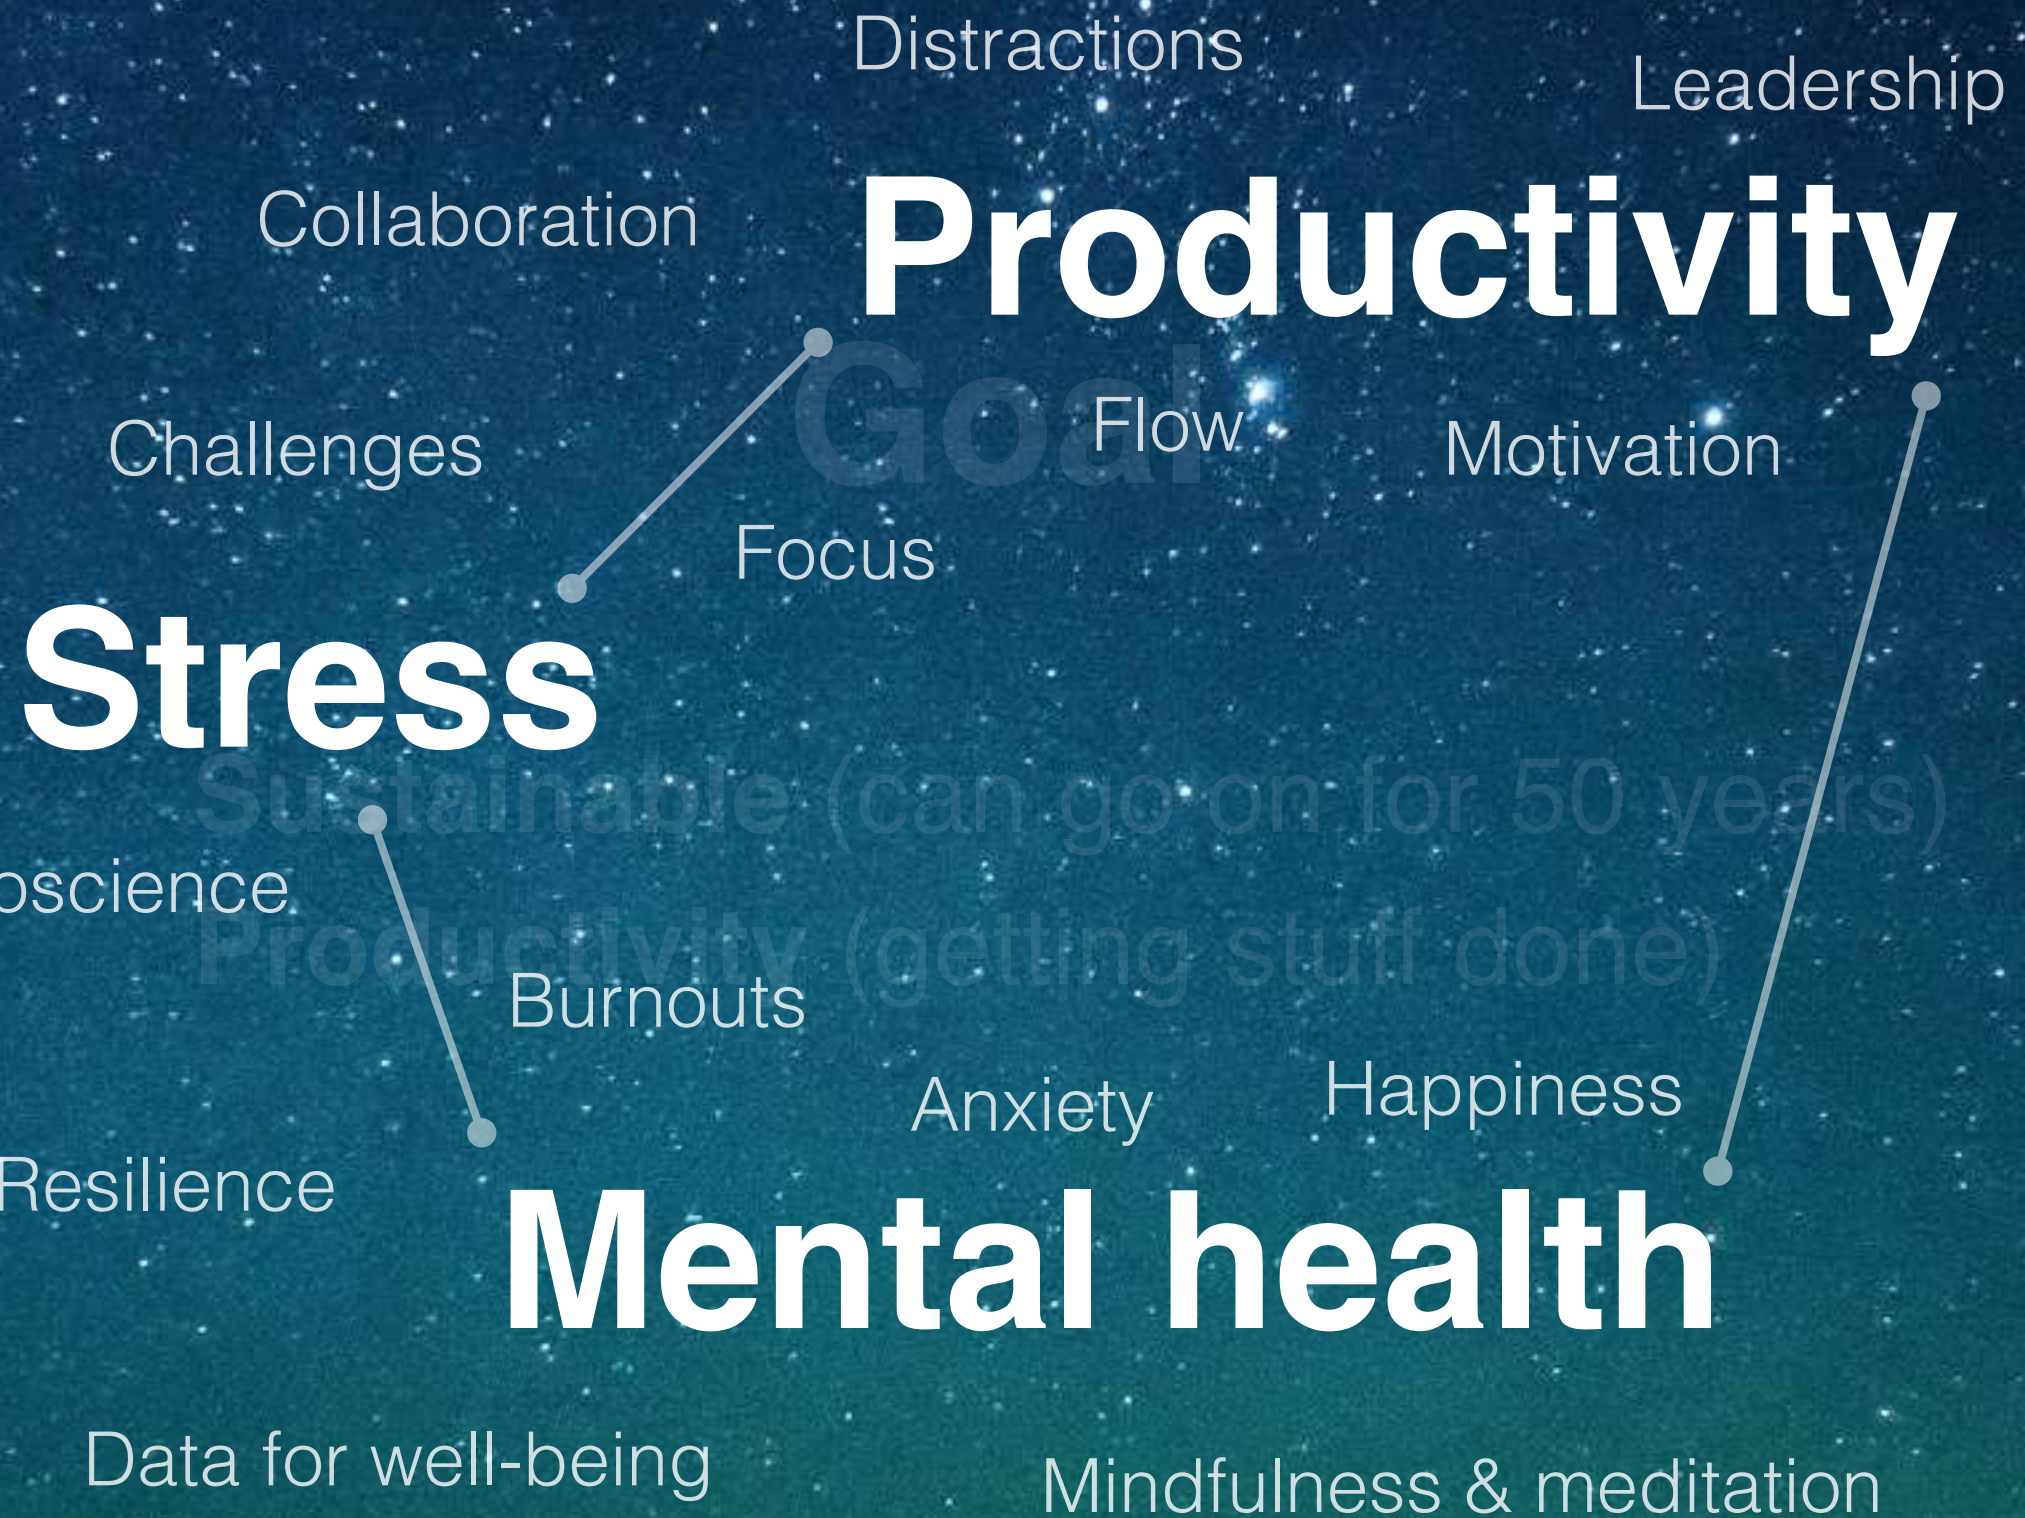 Distractions
Leadership
Collaboration
Productivity
Goal
Flow
Challenges
Motivation
Focus
Stress
Sustainable (can go on for 50 years)
oscience
Productivity (getting stuff done)
Burnouts
Anxiety
Happiness
Resilience
Mental health
Data for well-being
Mindfulness & meditation